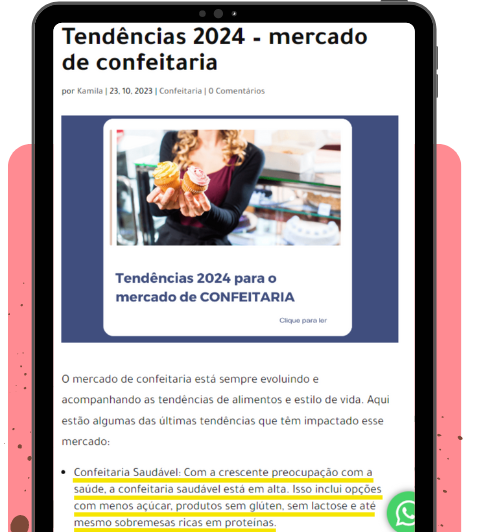 Tendências 2024 - mercado
de confeitaria
por Kamila | 23, 10, 2023 | Confeitaria | 0 Comentários
Tendências 2024 para o
mercado de CONFEITARIA
Clique para ler
O mercado de confeitaria está sempre evoluindo e
acompanhando as tendências de alimentos e estilo de vida. Aqui
estão algumas das últimas tendências que têm impactado esse
mercado:
• Confeitaria Saudável: Com a crescente preocupação com a
saúde, a confeitaria saudável está em alta. Isso inclui opções
com menos açúcar, produtos sem glúten, sem lactose e até
mesmo sobremesas ricas em proteínas.